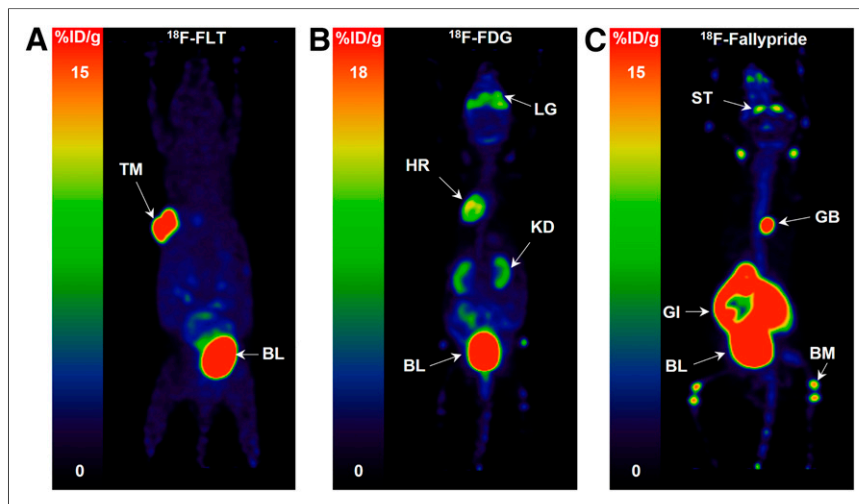 A
%ID/g
18F-FLT
15
TM
BL
0
B
%ID/g
18F-FDG
18
LG
HR
KD
BL
0
C
%ID/g
18F-Fallypride
15
ST
GB
GI
BL
BM
0